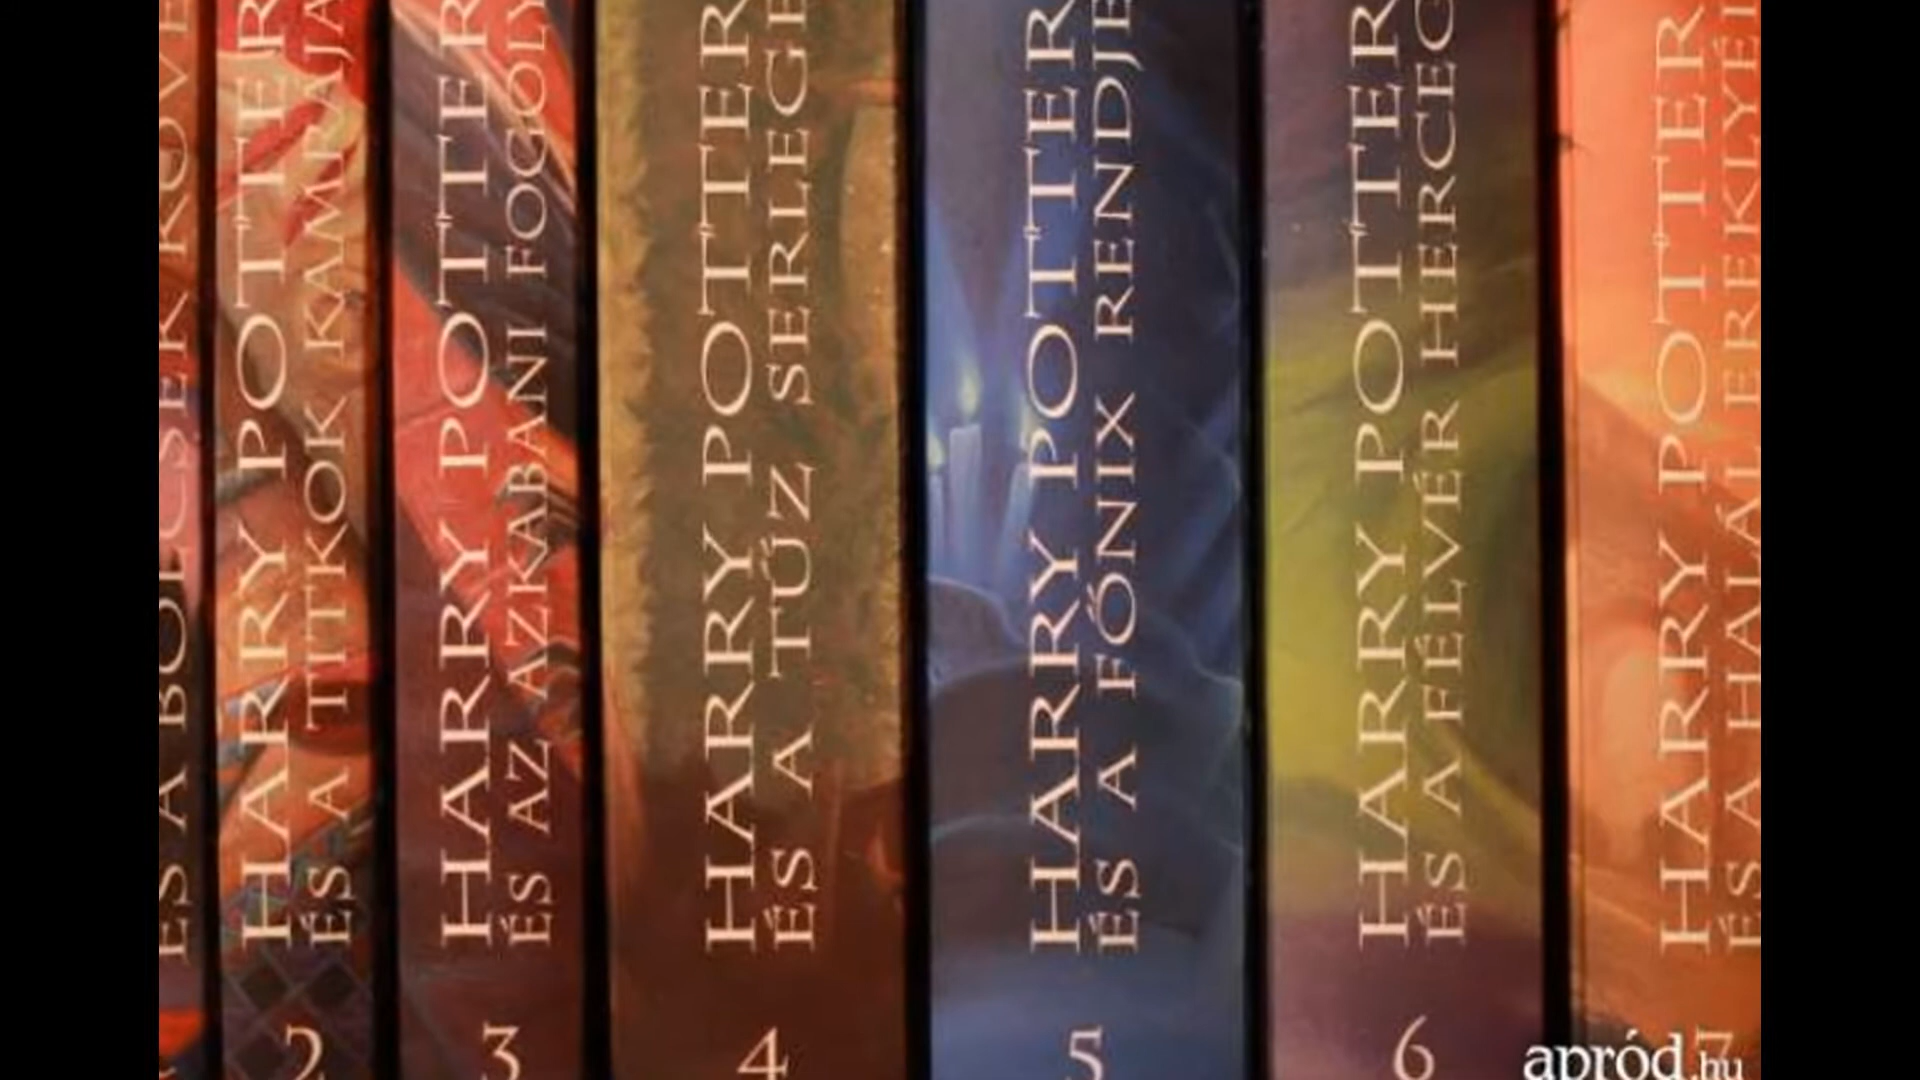 ÉS A BÖLCSEK KÖVE
HARRY POTTER
ÉS A TITKOK KAMRÁJA
2
HARRY POTTER
ÉS AZ AZKABANI FOGOLY
3
HARRY POTTER
ÉS A TŰZ SERLEGE
4
HARRY POTTER
ÉS A FŐNIX RENDJE
5
HARRY POTTER
ÉS A FÉLVÉR HERCEG
6
HARRY POTTER
ÉS A HALÁL EREKLYÉI
7
apród.hu